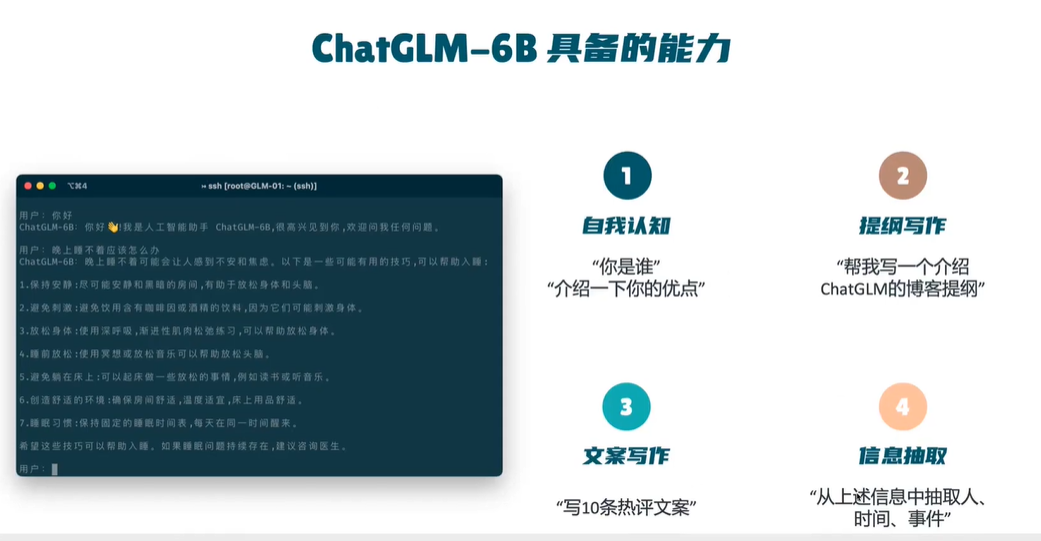 ChatGLM-6B 具备的能力
⌥⌘4
ssh [root@GLM-01: ~ (ssh)]
用户：你好
ChatGLM-6B：你好👋!我是人工智能助手 ChatGLM-6B,很高兴见到你,欢迎问我任何问题。
用户：晚上睡不着应该怎么办
ChatGLM-6B：晚上睡不着可能会让人感到不安和焦虑。以下是一些可能有用的技巧,可以帮助入睡：
1.保持安静:尽可能安静和黑暗的房间,有助于放松身体和头脑。
2.避免刺激:避免饮用含有咖啡因或酒精的饮料,因为它们可能刺激身体。
3.放松身体:使用深呼吸,渐进性肌肉松弛练习,可以帮助放松身体。
4.睡前放松:使用冥想或放松音乐可以帮助放松头脑。
5.避免躺在床上:可以起床做一些放松的事情,例如读书或听音乐。
6.创造舒适的环境:确保房间舒适,温度适宜,床上用品舒适。
7.睡眠习惯:保持固定的睡眠时间表,每天在同一时间醒来。
希望这些技巧可以帮助入睡。如果睡眠问题持续存在,建议咨询医生。
用户：
1
自我认知
“你是谁”
“介绍一下你的优点”
2
提纲写作
“帮我写一个介绍
ChatGLM的博客提纲”
3
文案写作
“写10条热评文案”
4
信息抽取
“从上述信息中抽取人、
时间、事件”